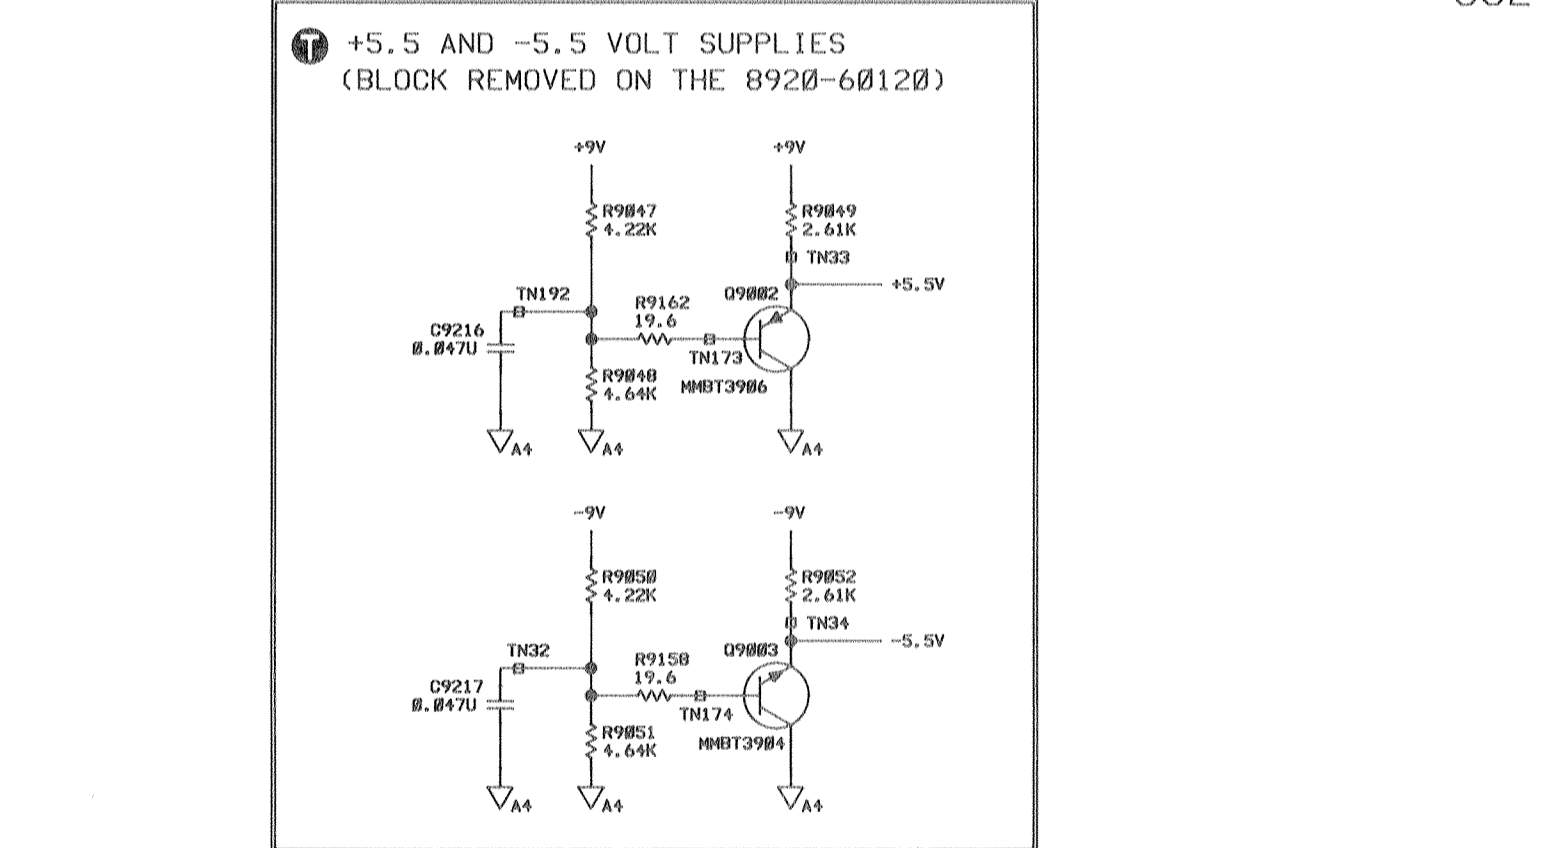 T +5.5 AND -5.5 VOLT SUPPLIES
(BLOCK REMOVED ON THE 8920-60120)
+9V
+9V
R9047
4.22K
R9049
2.61K
TN33
+5.5V
TN192
Q9002
R9162
19.6
C9216
0.047U
TN173
R9048
4.64K
MMBT3906
A4
A4
A4
-9V
-9V
R9050
4.22K
R9052
2.61K
TN34
-5.5V
TN32
Q9003
R9158
19.6
C9217
0.047U
TN174
R9051
4.64K
MMBT3904
A4
A4
A4